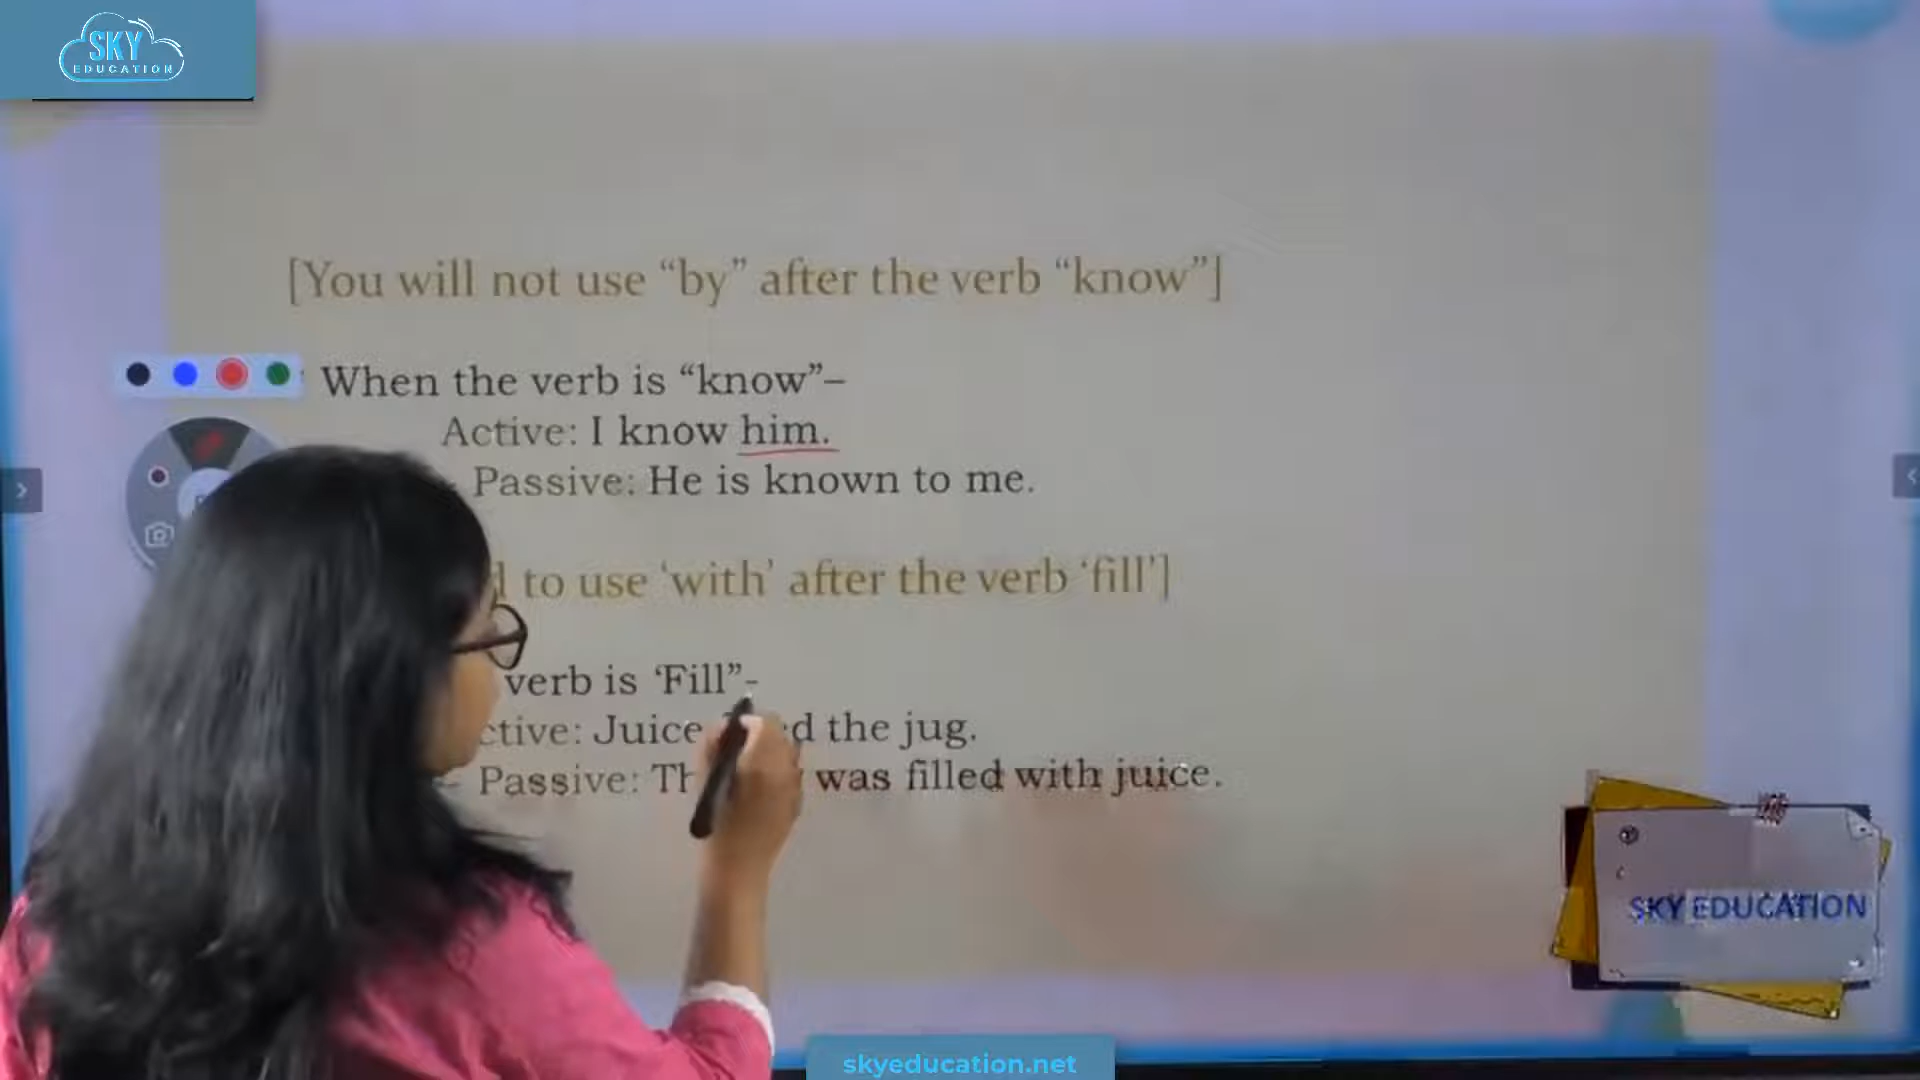 SKY
EDUCATION
[You will not use “by” after the verb “know”]
When the verb is “know”–
Active: I know him.
- Passive: He is known to me.
to use ‘with’ after the verb ‘fill’]
verb is ‘Fill”-
Juice the jug.
- Passive: was filled with juice.
SKY EDUCATION
skyeducation.net